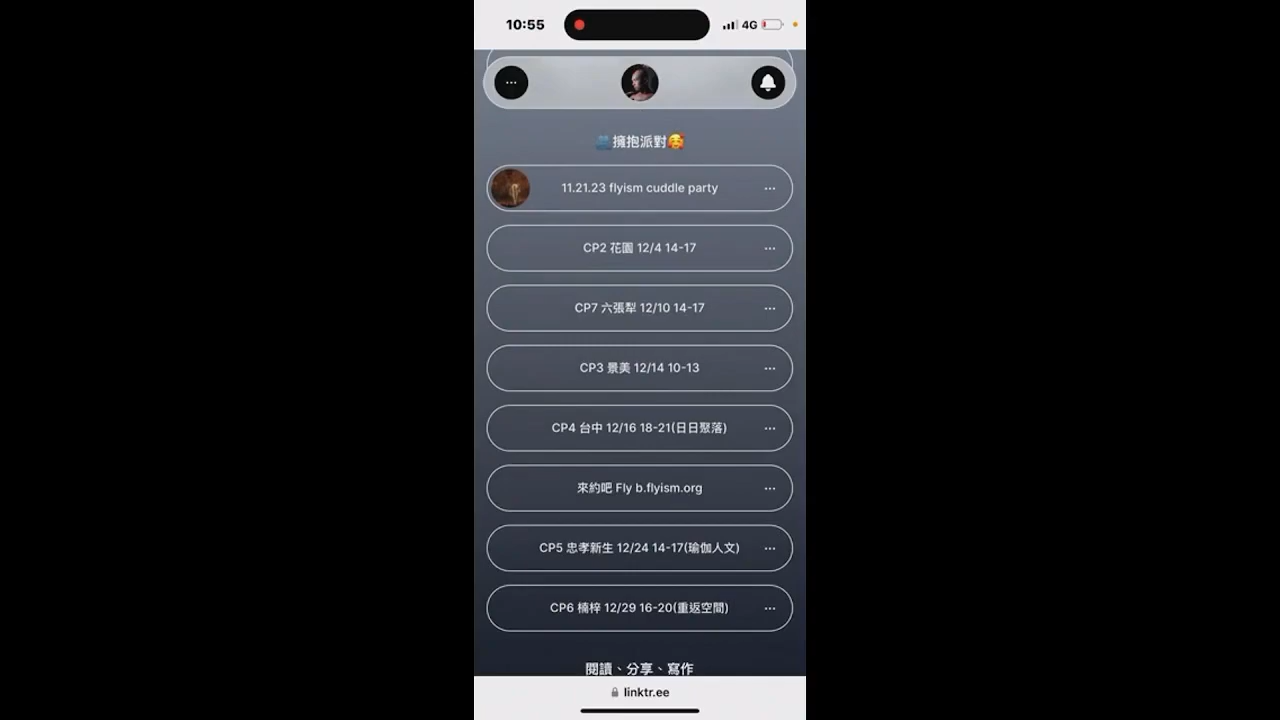 10:55
4G
擁抱派對
11.21.23 flyism cuddle party
CP2 花園 12/4 14-17
CP7 六張犁 12/10 14-17
CP3 景美 12/14 10-13
CP4 台中 12/16 18-21(日日聚落)
來約吧 Fly b.flyism.org
CP5 忠孝新生 12/24 14-17(瑜伽人文)
CP6 楠梓 12/29 16-20(重返空間)
閱讀、分享、寫作
linktr.ee